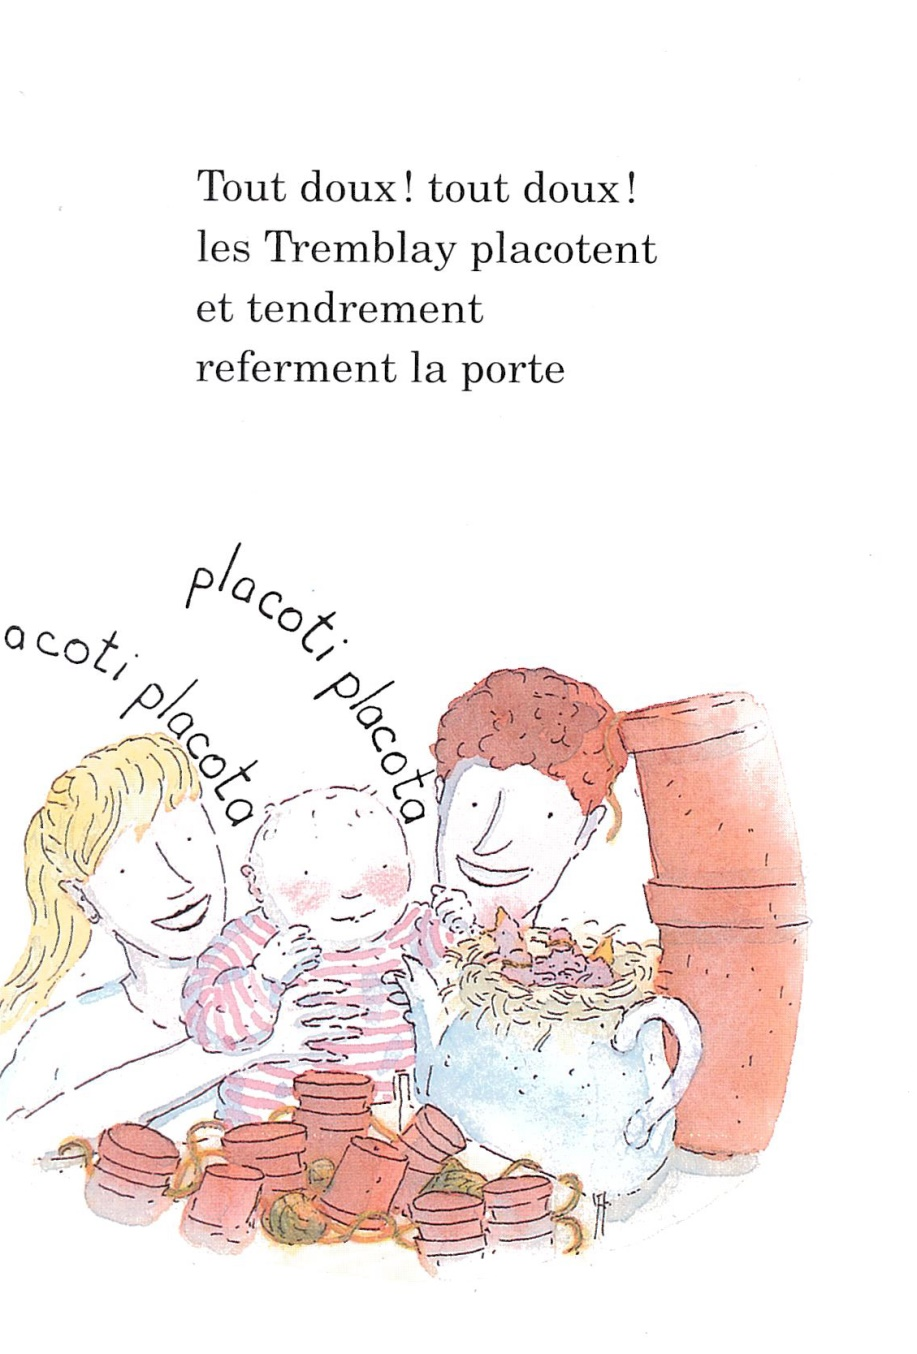 Tout doux ! tout doux !
les Tremblay placotent
et tendrement
referment la porte
placoti placota
acoti placota